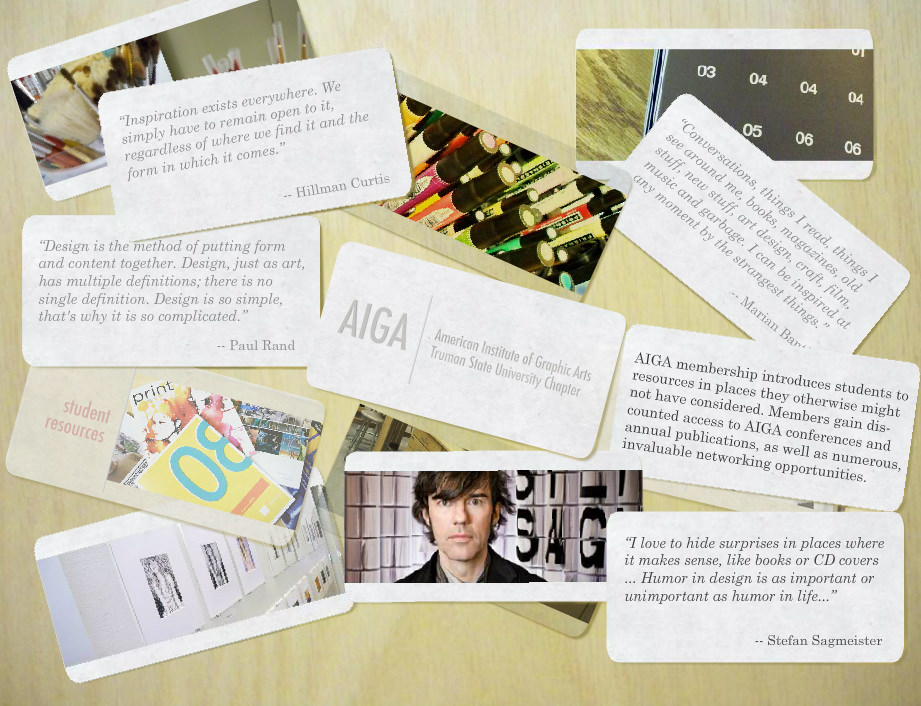 “Inspiration exists everywhere. We
simply have to remain open to it,
regardless of where we find it and the
form in which it comes.”
-- Hillman Curtis
03
04
04
04
05
06
06
“Conversations, things I read, things I
see around me, books, magazines, old
stuff, new stuff, art design, craft, film,
music and garbage. I can be inspired at
any moment by the strangest things.”
-- Marian
“Design is the method of putting form
and content together. Design, just as art,
has multiple definitions; there is no
single definition. Design is so simple,
that's why it is so complicated.”
-- Paul Rand
AIGA
American Institute of Graphic Arts
Truman State University Chapter
AIGA membership introduces students to
resources in places they otherwise might
not have considered. Members gain dis-
counted access to AIGA conferences and
annual publications, as well as numerous,
invaluable networking opportunities.
student
resources
print
80
SAG
“I love to hide surprises in places where
it makes sense, like books or CD covers
... Humor in design is as important or
unimportant as humor in life...”
-- Stefan Sagmeister